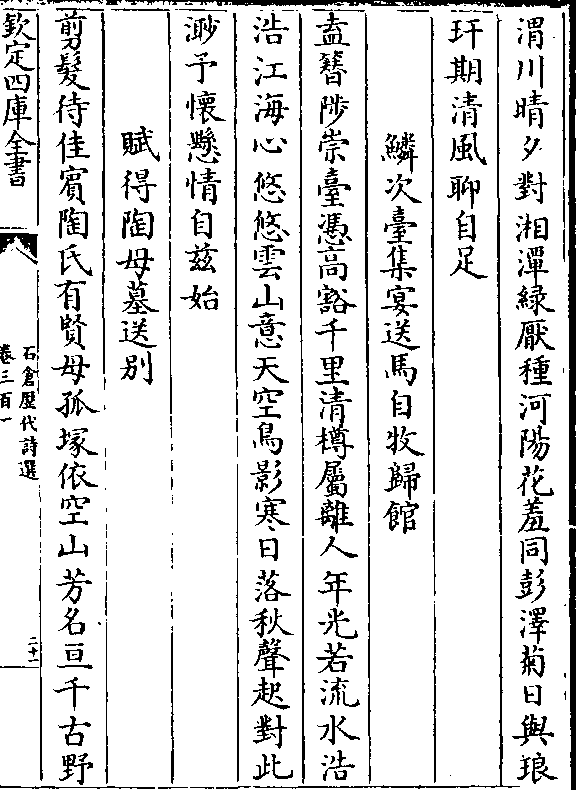 渭川晴夕對湘潭緑厭種河陽花羞同彭澤菊日與琅
玕期清風聊自足
鱗次臺集宴送馬自牧歸館
盍簪陟崇臺憑高豁千里清樽屬離人年光若流水浩
浩江海心悠悠雲山意天空鳥影寒日落秋聲起對此
渺予懷懸情自兹始
賦得陶母墓送别
剪髮待佳賓陶氏有賢母孤塚依空山芳名亘千古野
欽定四庫全書
石倉歴代詩選
卷三百一
二十一